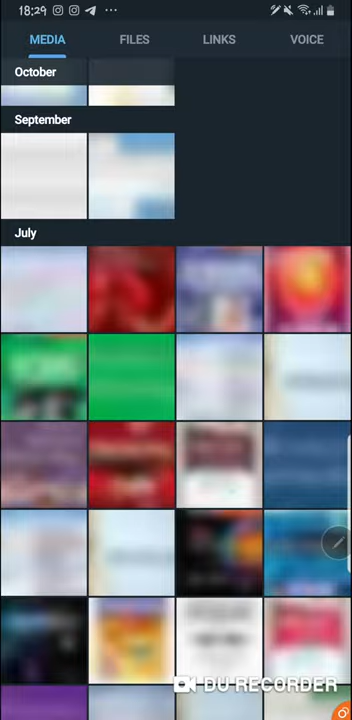 18:29
MEDIA FILES LINKS VOICE
October
September
July
DU RECORDER